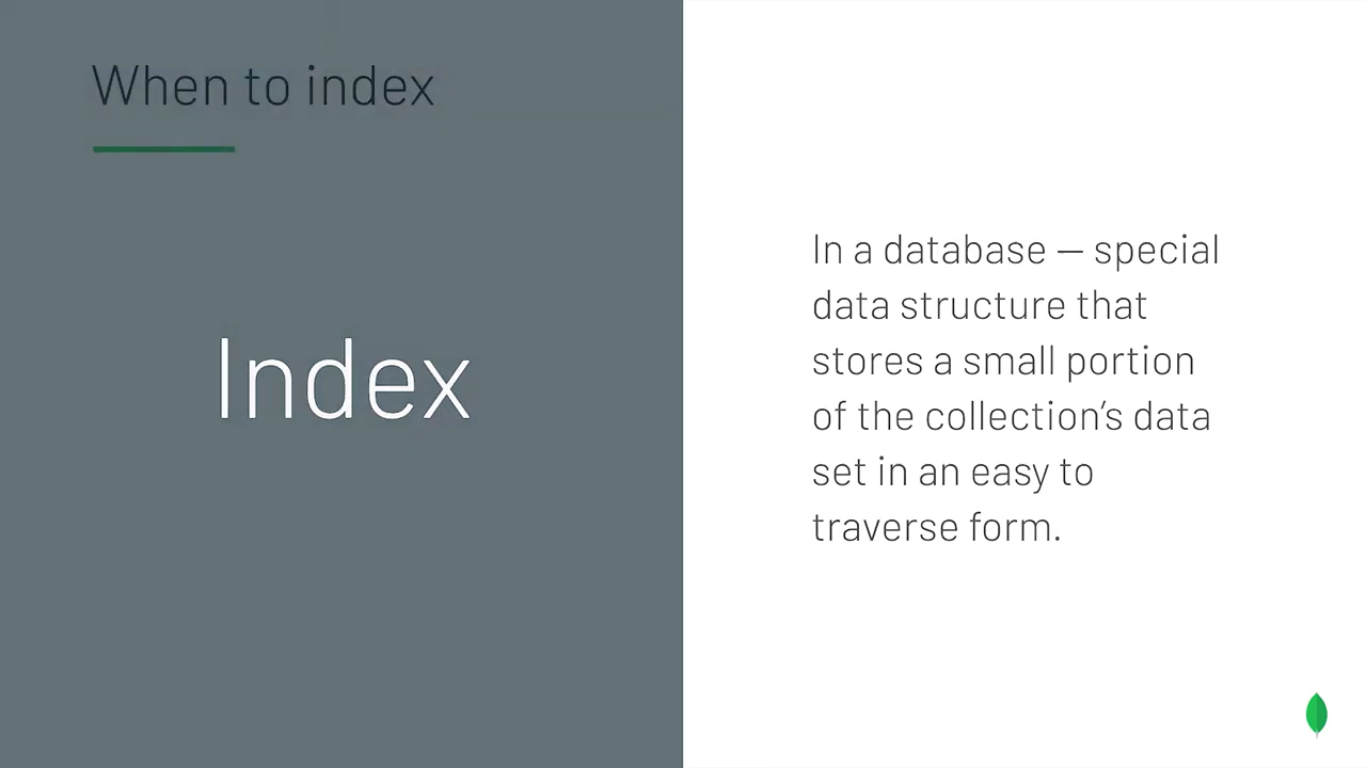 When to index
Index
In a database — special
data structure that
stores a small portion
of the collection’s data
set in an easy to
traverse form.